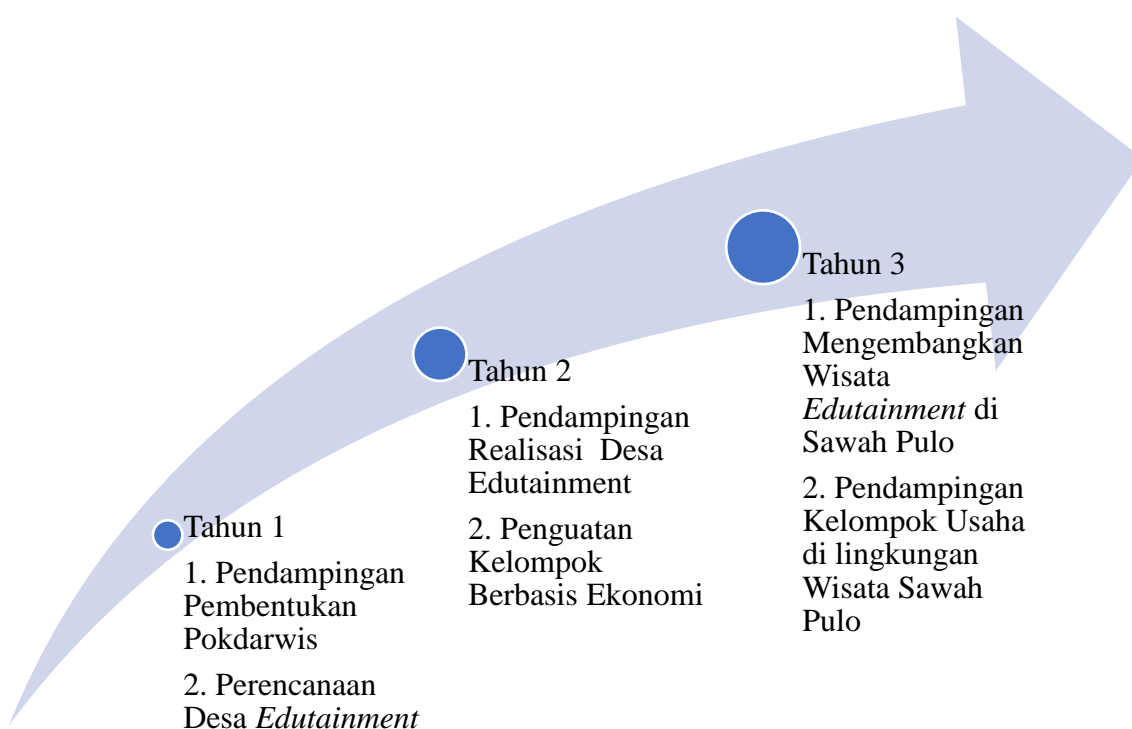 Tahun 1
1. Pendampingan
Pembentukan
Pokdarwis
2. Perencanaan
Desa Edutainment
Tahun 2
1. Pendampingan
Realisasi  Desa
Edutainment
2. Penguatan
Kelompok
Berbasis Ekonomi
Tahun 3
1. Pendampingan
Mengembangkan
Wisata
Edutainment di
Sawah Pulo
2. Pendampingan
Kelompok Usaha
di lingkungan
Wisata Sawah
Pulo